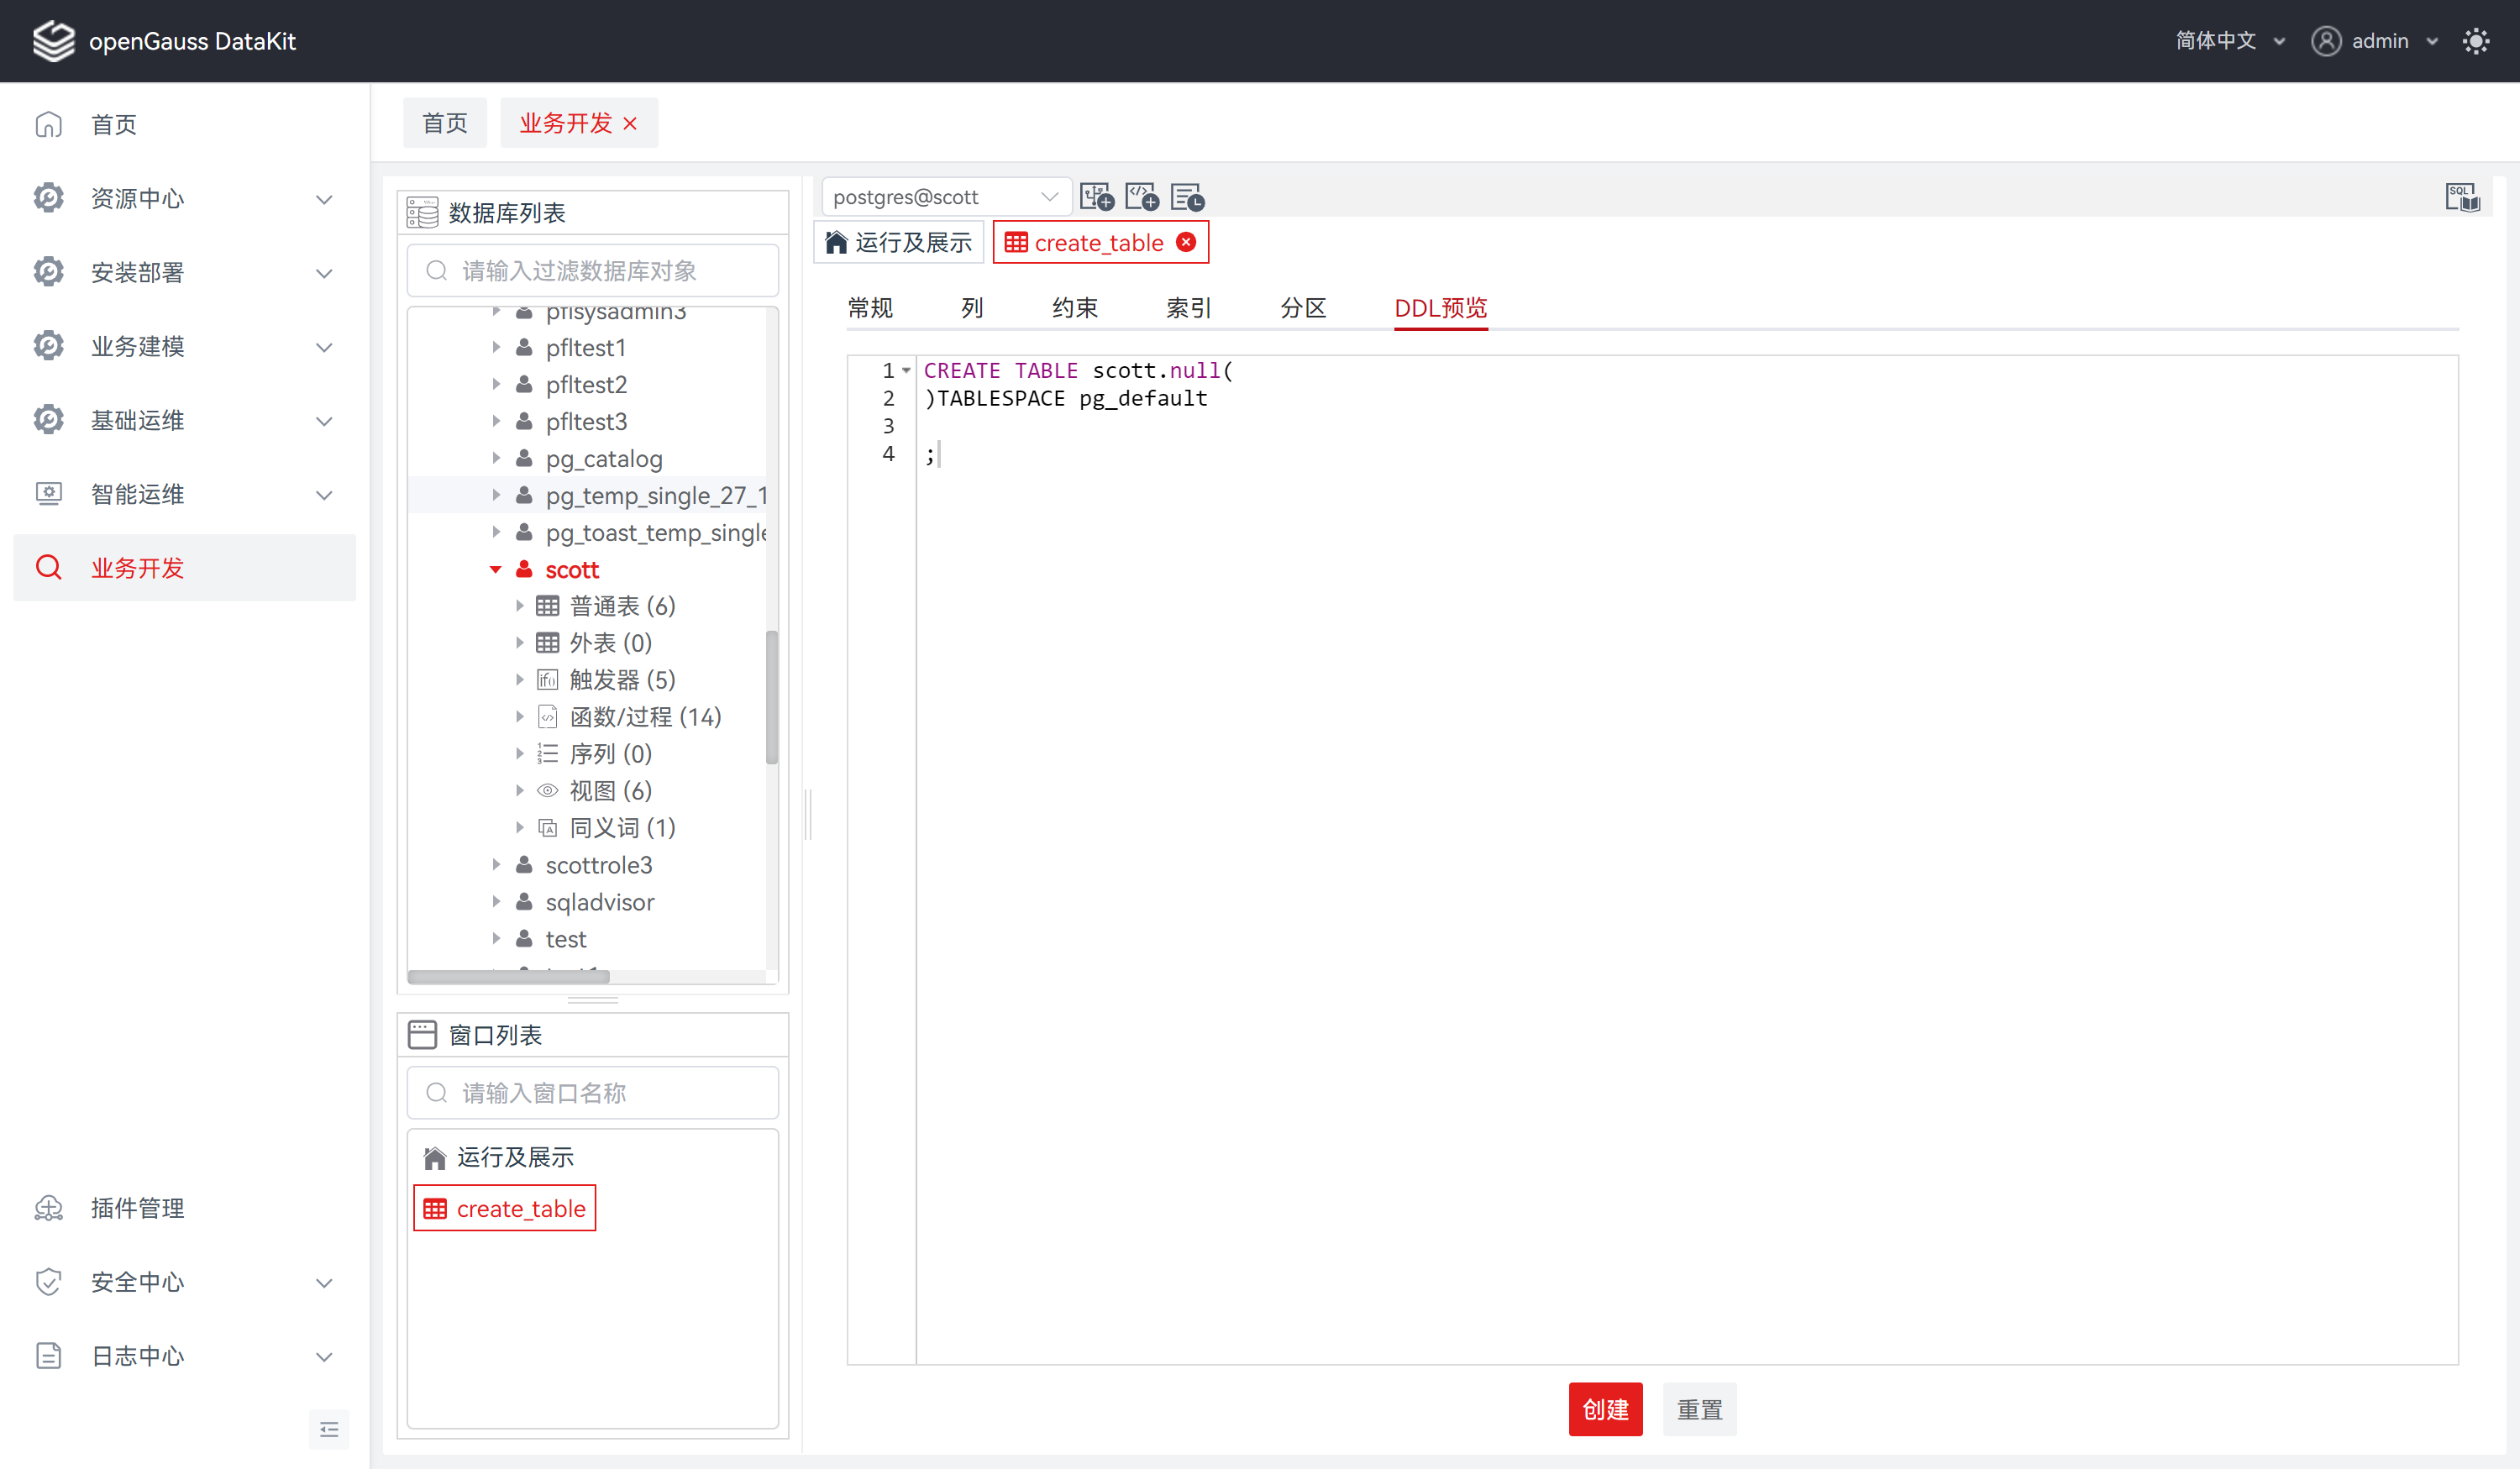 openGauss DataKit
简体中文
admin
首页
资源中心
安装部署
业务建模
基础运维
智能运维
业务开发
插件管理
安全中心
日志中心
首页
业务开发
数据库列表
请输入过滤数据库对象
pflsysadmin3
pfltest1
pfltest2
pfltest3
pg_catalog
pg_temp_single_27_1
pg_toast_temp_single
scott
普通表 (6)
外表 (0)
触发器 (5)
函数/过程 (14)
序列 (0)
视图 (6)
同义词 (1)
scottrole3
sqladvisor
test
窗口列表
请输入窗口名称
运行及展示
create_table
postgres@scott
SQL
运行及展示
create_table
常规
列
约束
索引
分区
DDL预览
1 CREATE TABLE scott.null(
2 )TABLESPACE pg_default
3
4 ;
创建
重置